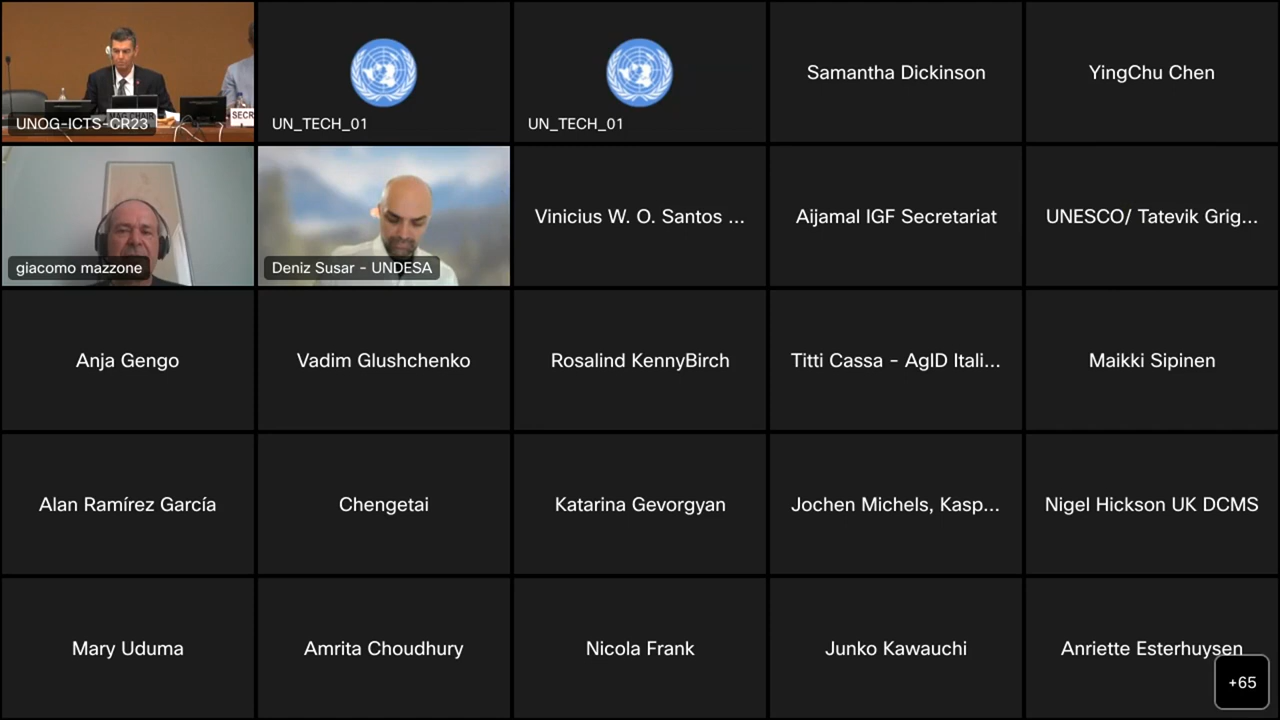 UNOG-ICTS-CR23
MAG CHAIR
SECR
UN_TECH_01
UN_TECH_01
Samantha Dickinson
YingChu Chen
giacomo mazzone
Deniz Susar - UNDESA
Vinicius W. O. Santos ...
Aijamal IGF Secretariat
UNESCO/ Tatevik Grig...
Anja Gengo
Vadim Glushchenko
Rosalind KennyBirch
Titti Cassa - AgID Itali...
Maikki Sipinen
Alan Ramírez García
Chengetai
Katarina Gevorgyan
Jochen Michels, Kasp...
Nigel Hickson UK DCMS
Mary Uduma
Amrita Choudhury
Nicola Frank
Junko Kawauchi
Anriette Esterhuysen
+65